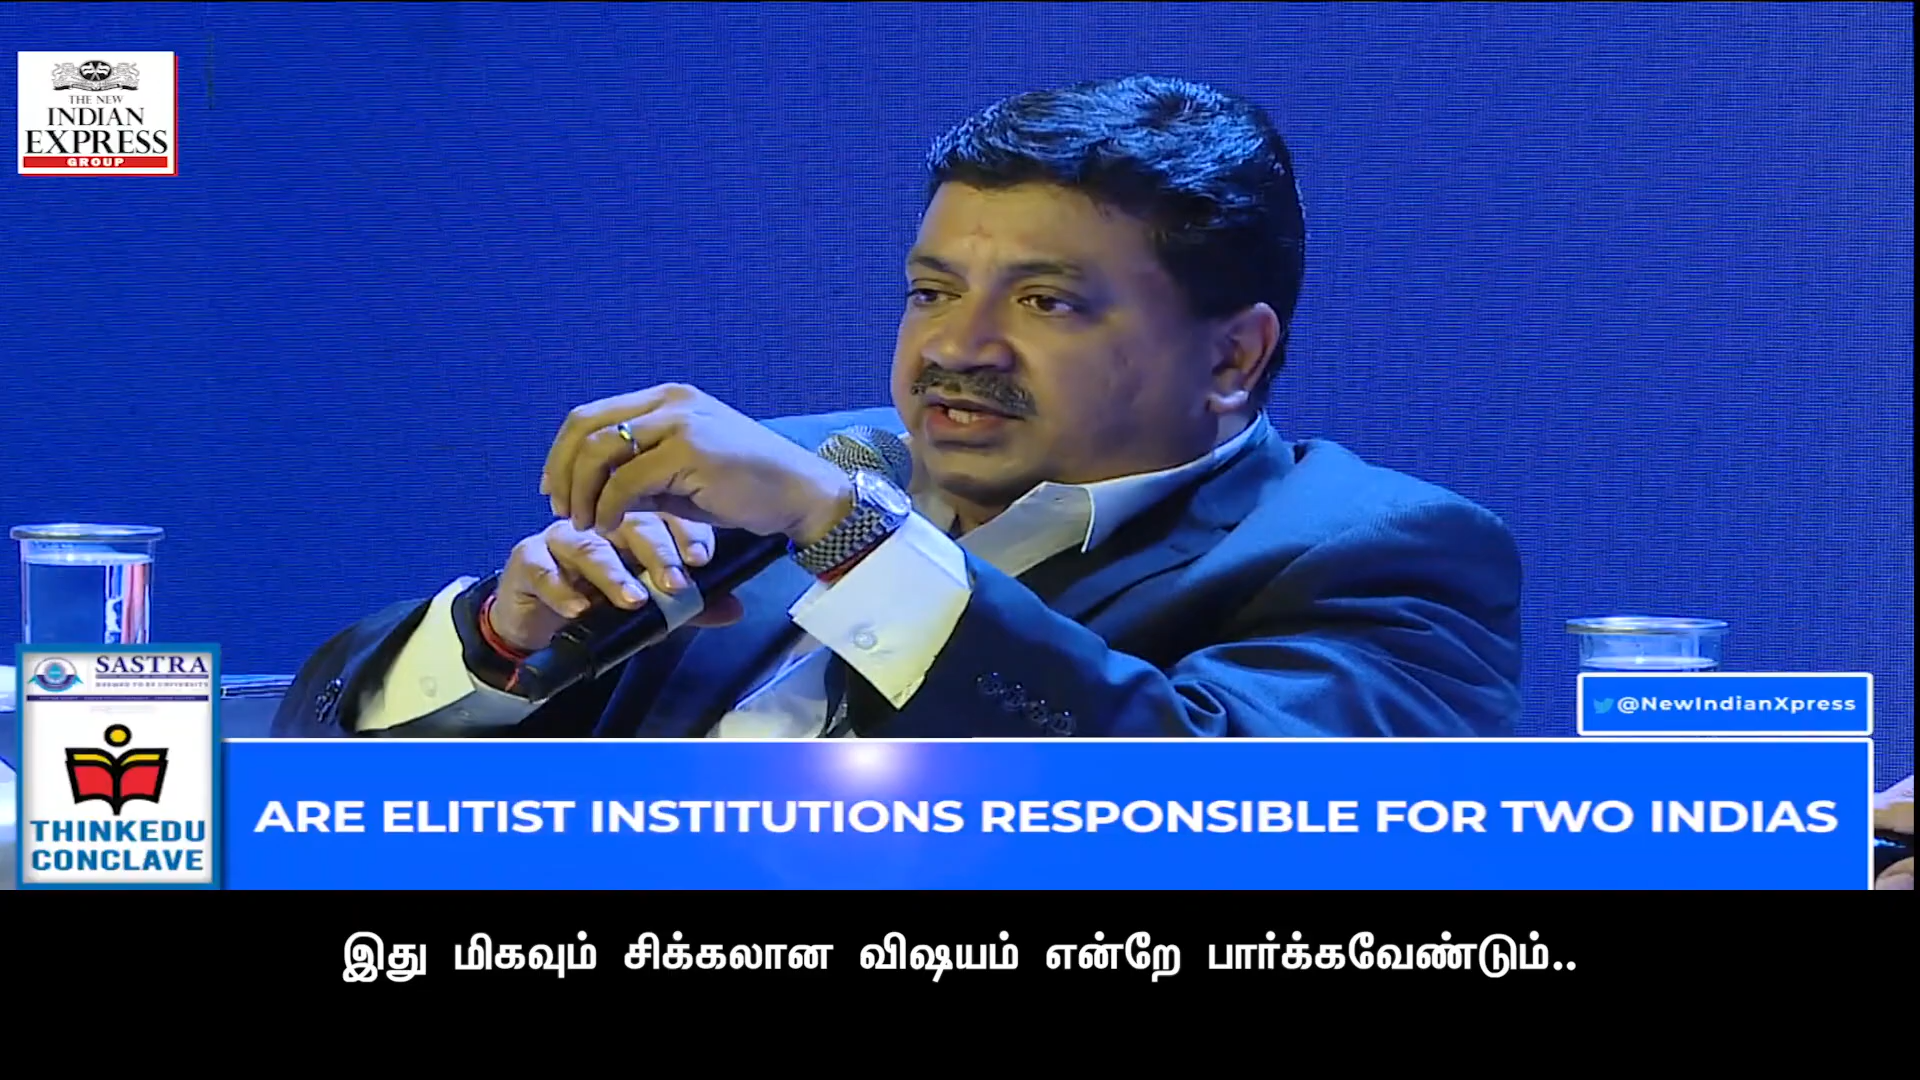 THE NEW
INDIAN
EXPRESS
GROUP
SASTRA
@NewIndianXpress
THINKEDU
CONCLAVE
ARE ELITIST INSTITUTIONS RESPONSIBLE FOR TWO INDIAS
இது மிகவும் சிக்கலான விஷயம் என்றே பார்க்கவேண்டும்..